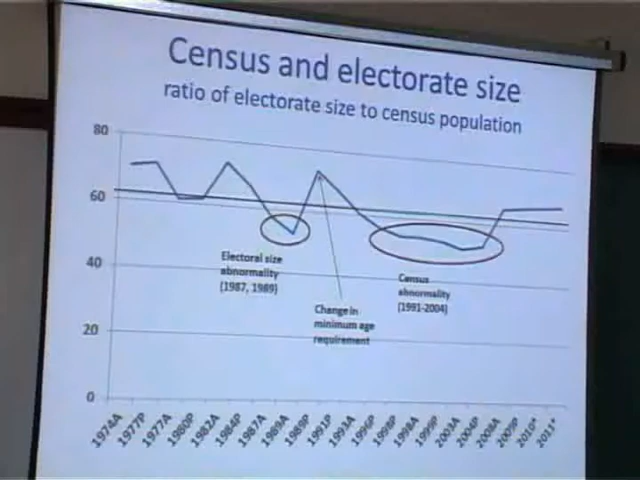 Census and electorate size
ratio of electorate size to census population
80
60
40
20
0
Electoral size
abnormality
(1987, 1989)
Change in
minimum age
requirement
Census
abnormality
(1991-2004)
1974A
1977P
1977A
1980P
1982A
1984P
1987A
1989A
1989P
1991P
1993A
1996P
1998P
1998A
1999P
2003A
2004P
2008A
2009P
2010*
2011*